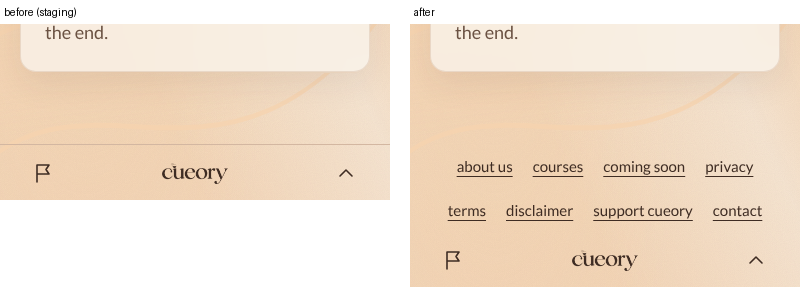 before (staging)
the end.
cueory
after
the end.
about us courses coming soon privacy
terms disclaimer support cueory contact
cueory